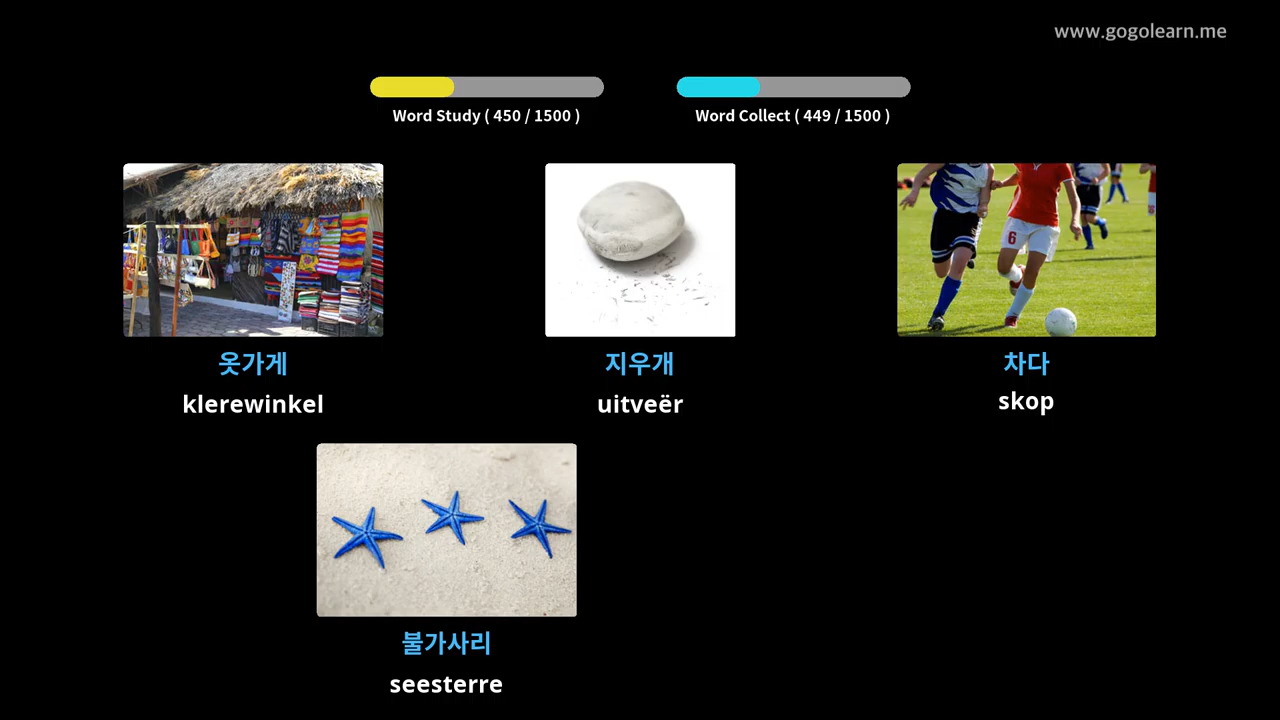 www.gogolearn.me
Word Study ( 450 / 1500 )
Word Collect ( 449 / 1500 )
옷가게
klerewinkel
지우개
uitveër
차다
skop
6
불가사리
seesterre